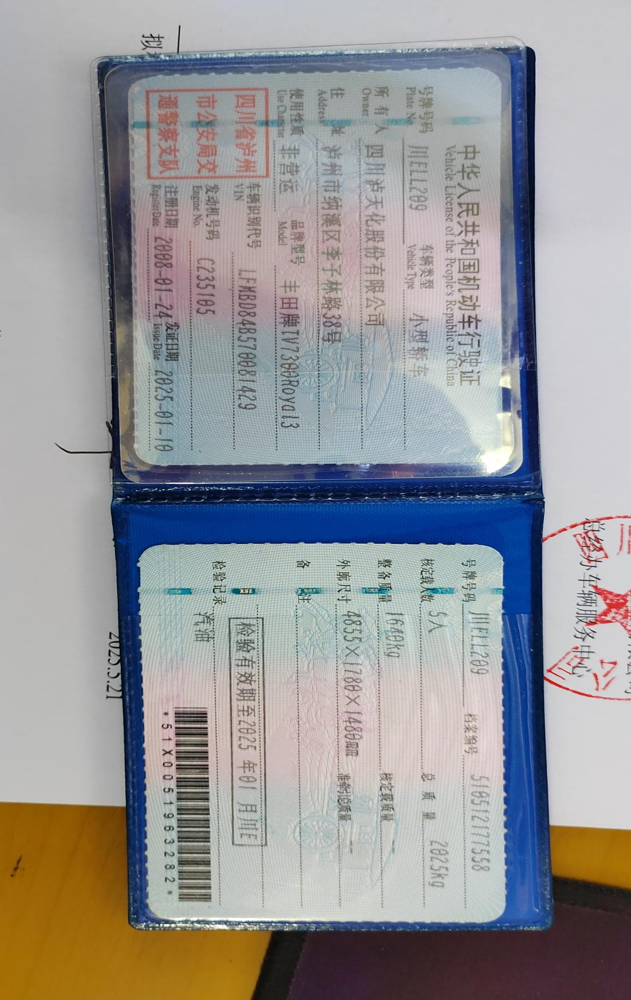 中华人民共和国机动车行驶证
Vehicle License of the People's Republic of China
号牌号码 川ELL209 车辆类型 小型轿车
Plate No. Vehicle Type
所有人 四川泸天化股份有限公司
Owner
住址 泸州市纳溪区李子林路38号
Address
使用性质 非营运 品牌型号 丰田牌TV7300Royal3
Use Character Model
四川省泸州
市公安局交
通警察支队
车辆识别代号 LFMBD84B570081429
VIN
发动机号码 C235105
Engine No.
注册日期 2008-01-24 发证日期 2025-01-10
Register Date Issue Date
号牌号码 川ELL209 档案编号 510512177558
核定载人数 5人 总质量 2025kg
整备质量 1640kg 核定载质量 --
外廓尺寸 4855×1780×1480mm 准牵引总质量 --
备注
检验有效期至2025年01月川E
检验记录
汽油
*51X0051963282*
总经办车辆服务中心
2025.5.21
拟